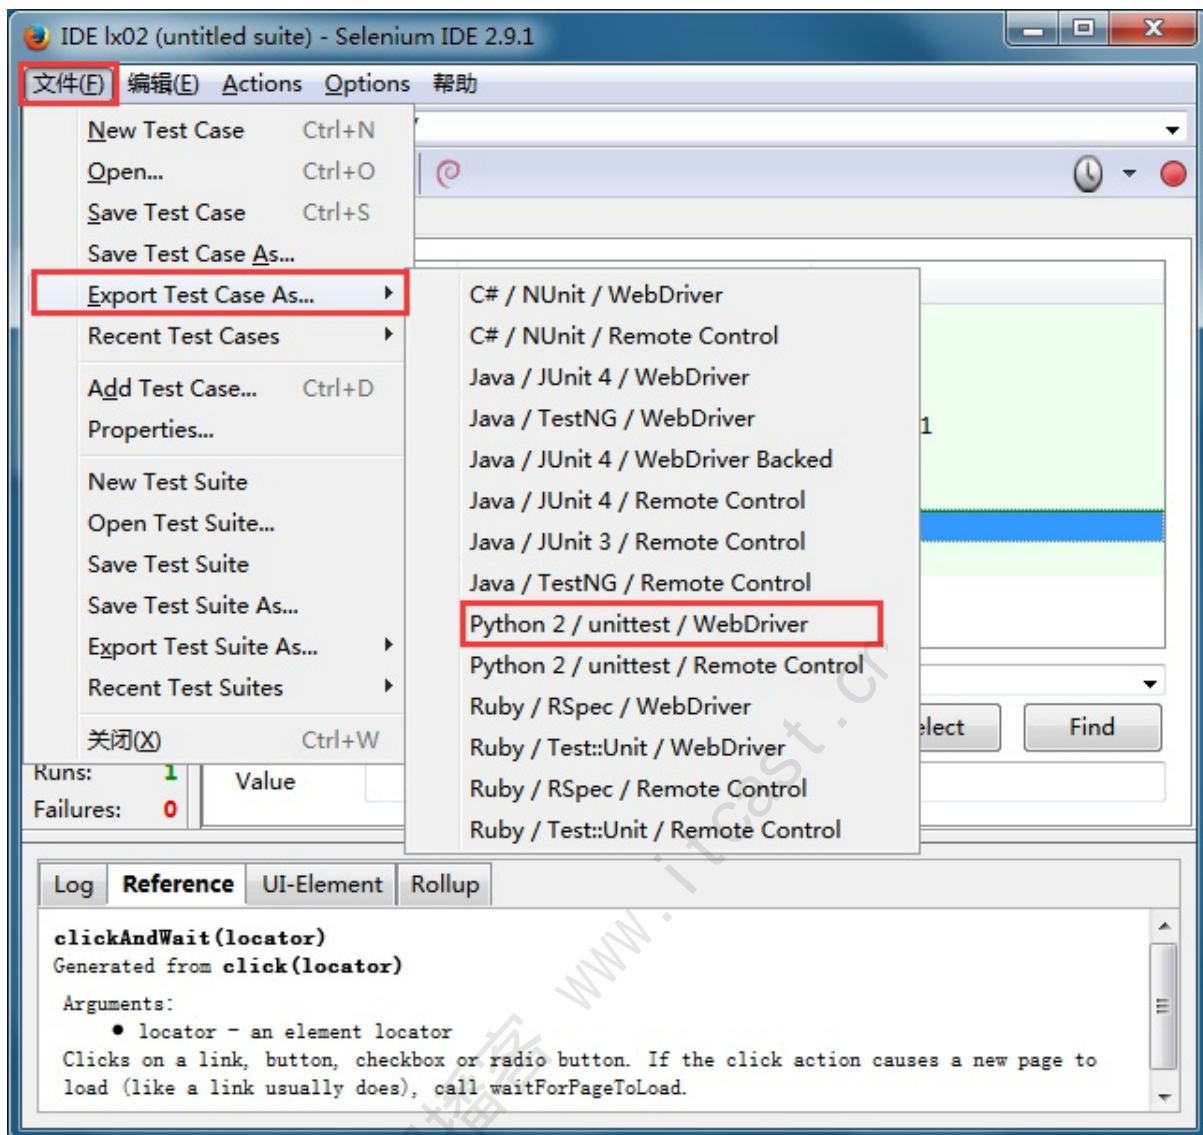 IDE lx02 (untitled suite) - Selenium IDE 2.9.1
文件(F) 编辑(E) Actions Options 帮助
New Test Case Ctrl+N
Open... Ctrl+O
Save Test Case Ctrl+S
Save Test Case As...
Export Test Case As...
Recent Test Cases
Add Test Case... Ctrl+D
Properties...
New Test Suite
Open Test Suite...
Save Test Suite
Save Test Suite As...
Export Test Suite As...
Recent Test Suites
关闭(X) Ctrl+W
C# / NUnit / WebDriver
C# / NUnit / Remote Control
Java / JUnit 4 / WebDriver
Java / TestNG / WebDriver
Java / JUnit 4 / WebDriver Backed
Java / JUnit 4 / Remote Control
Java / JUnit 3 / Remote Control
Java / TestNG / Remote Control
Python 2 / unittest / WebDriver
Python 2 / unittest / Remote Control
Ruby / RSpec / WebDriver
Ruby / Test::Unit / WebDriver
Ruby / RSpec / Remote Control
Ruby / Test::Unit / Remote Control
1
Find
Runs: 1
Failures: 0
Value
Log Reference UI-Element Rollup
clickAndWait(locator)
Generated from click(locator)
Arguments:
● locator - an element locator
Clicks on a link, button, checkbox or radio button. If the click action causes a new page to
load (like a link usually does), call waitForPageToLoad.
播客 www.itcast.cn